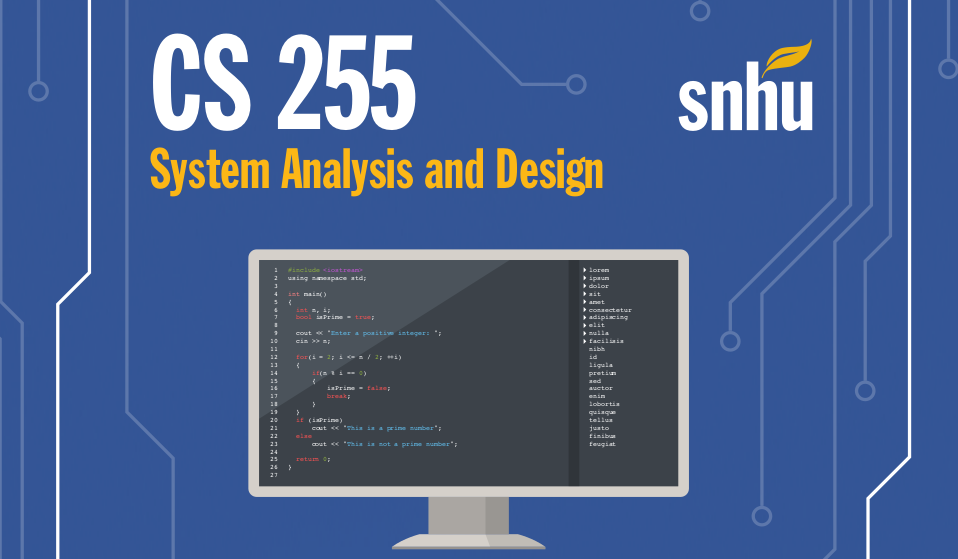 CS 255
snhu
System Analysis and Design
1 #include <iostream>
2 using namespace std;
3
4 int main()
5 {
6 int n, i;
7 bool isPrime = true;
8
9 cout << "Enter a positive integer: ";
10 cin >> n;
11
12 for(i = 2; i <= n / 2; ++i)
13 {
14 if(n % i == 0)
15 {
16 isPrime = false;
17 break;
18 }
19 }
20 if (isPrime)
21 cout << "This is a prime number";
22 else
23 cout << "This is not a prime number";
24
25 return 0;
26 }
27
lorem
ipsum
dolor
sit
amet
consectetur
adipiscing
elit
nulla
facilisis
nibh
id
ligula
pretium
sed
auctor
enim
lobortis
quisque
tellus
justo
finibus
feugiat